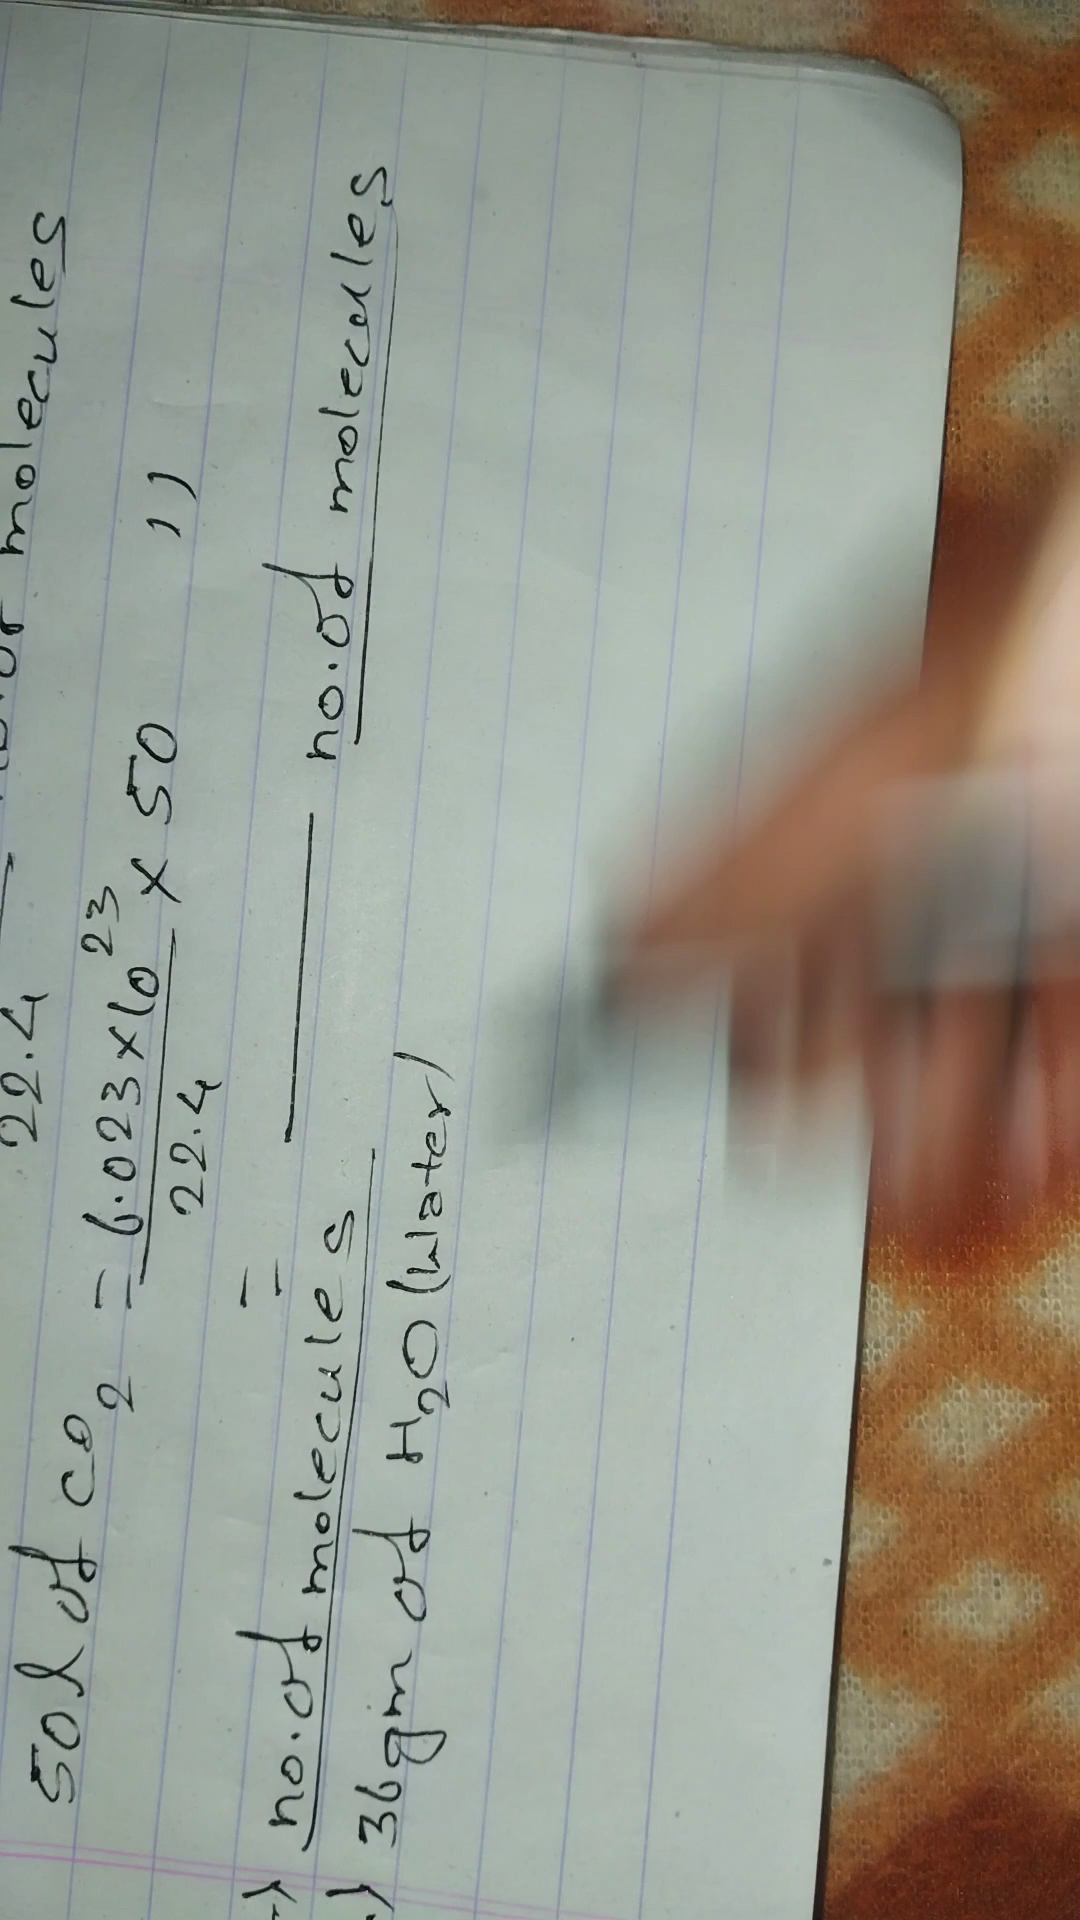 22.4 molecules
50l of CO2 = 6.023×10^23 × 50
22.4 ,,
= ——— no.of molecules
no.of molecules
36gm of H2O (Water)